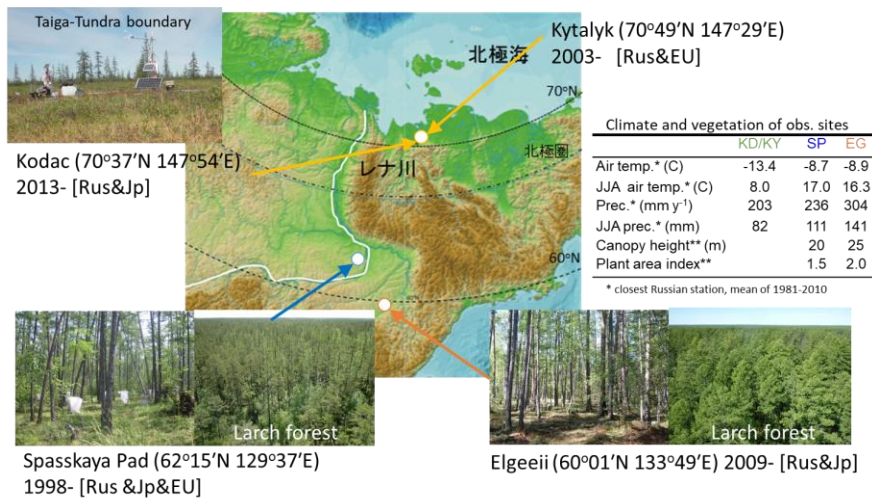 Taiga-Tundra boundary
Kodac (70°37′N 147°54′E)
2013- [Rus&Jp]
Kytalyk (70°49′N 147°29′E)
2003- [Rus&EU]
北極海
70°N
北極圏
レナ川
60°N
Climate and vegetation of obs. sites
KD/KY SP EG
Air temp.* (C) -13.4 -8.7 -8.9
JJA air temp.* (C) 8.0 17.0 16.3
Prec.* (mm y⁻¹) 203 236 304
JJA prec.* (mm) 82 111 141
Canopy height** (m) 20 25
Plant area index** 1.5 2.0
* closest Russian station, mean of 1981-2010
Larch forest
Spasskaya Pad (62°15′N 129°37′E)
1998- [Rus &Jp&EU]
Larch forest
Elgeeii (60°01′N 133°49′E) 2009- [Rus&Jp]